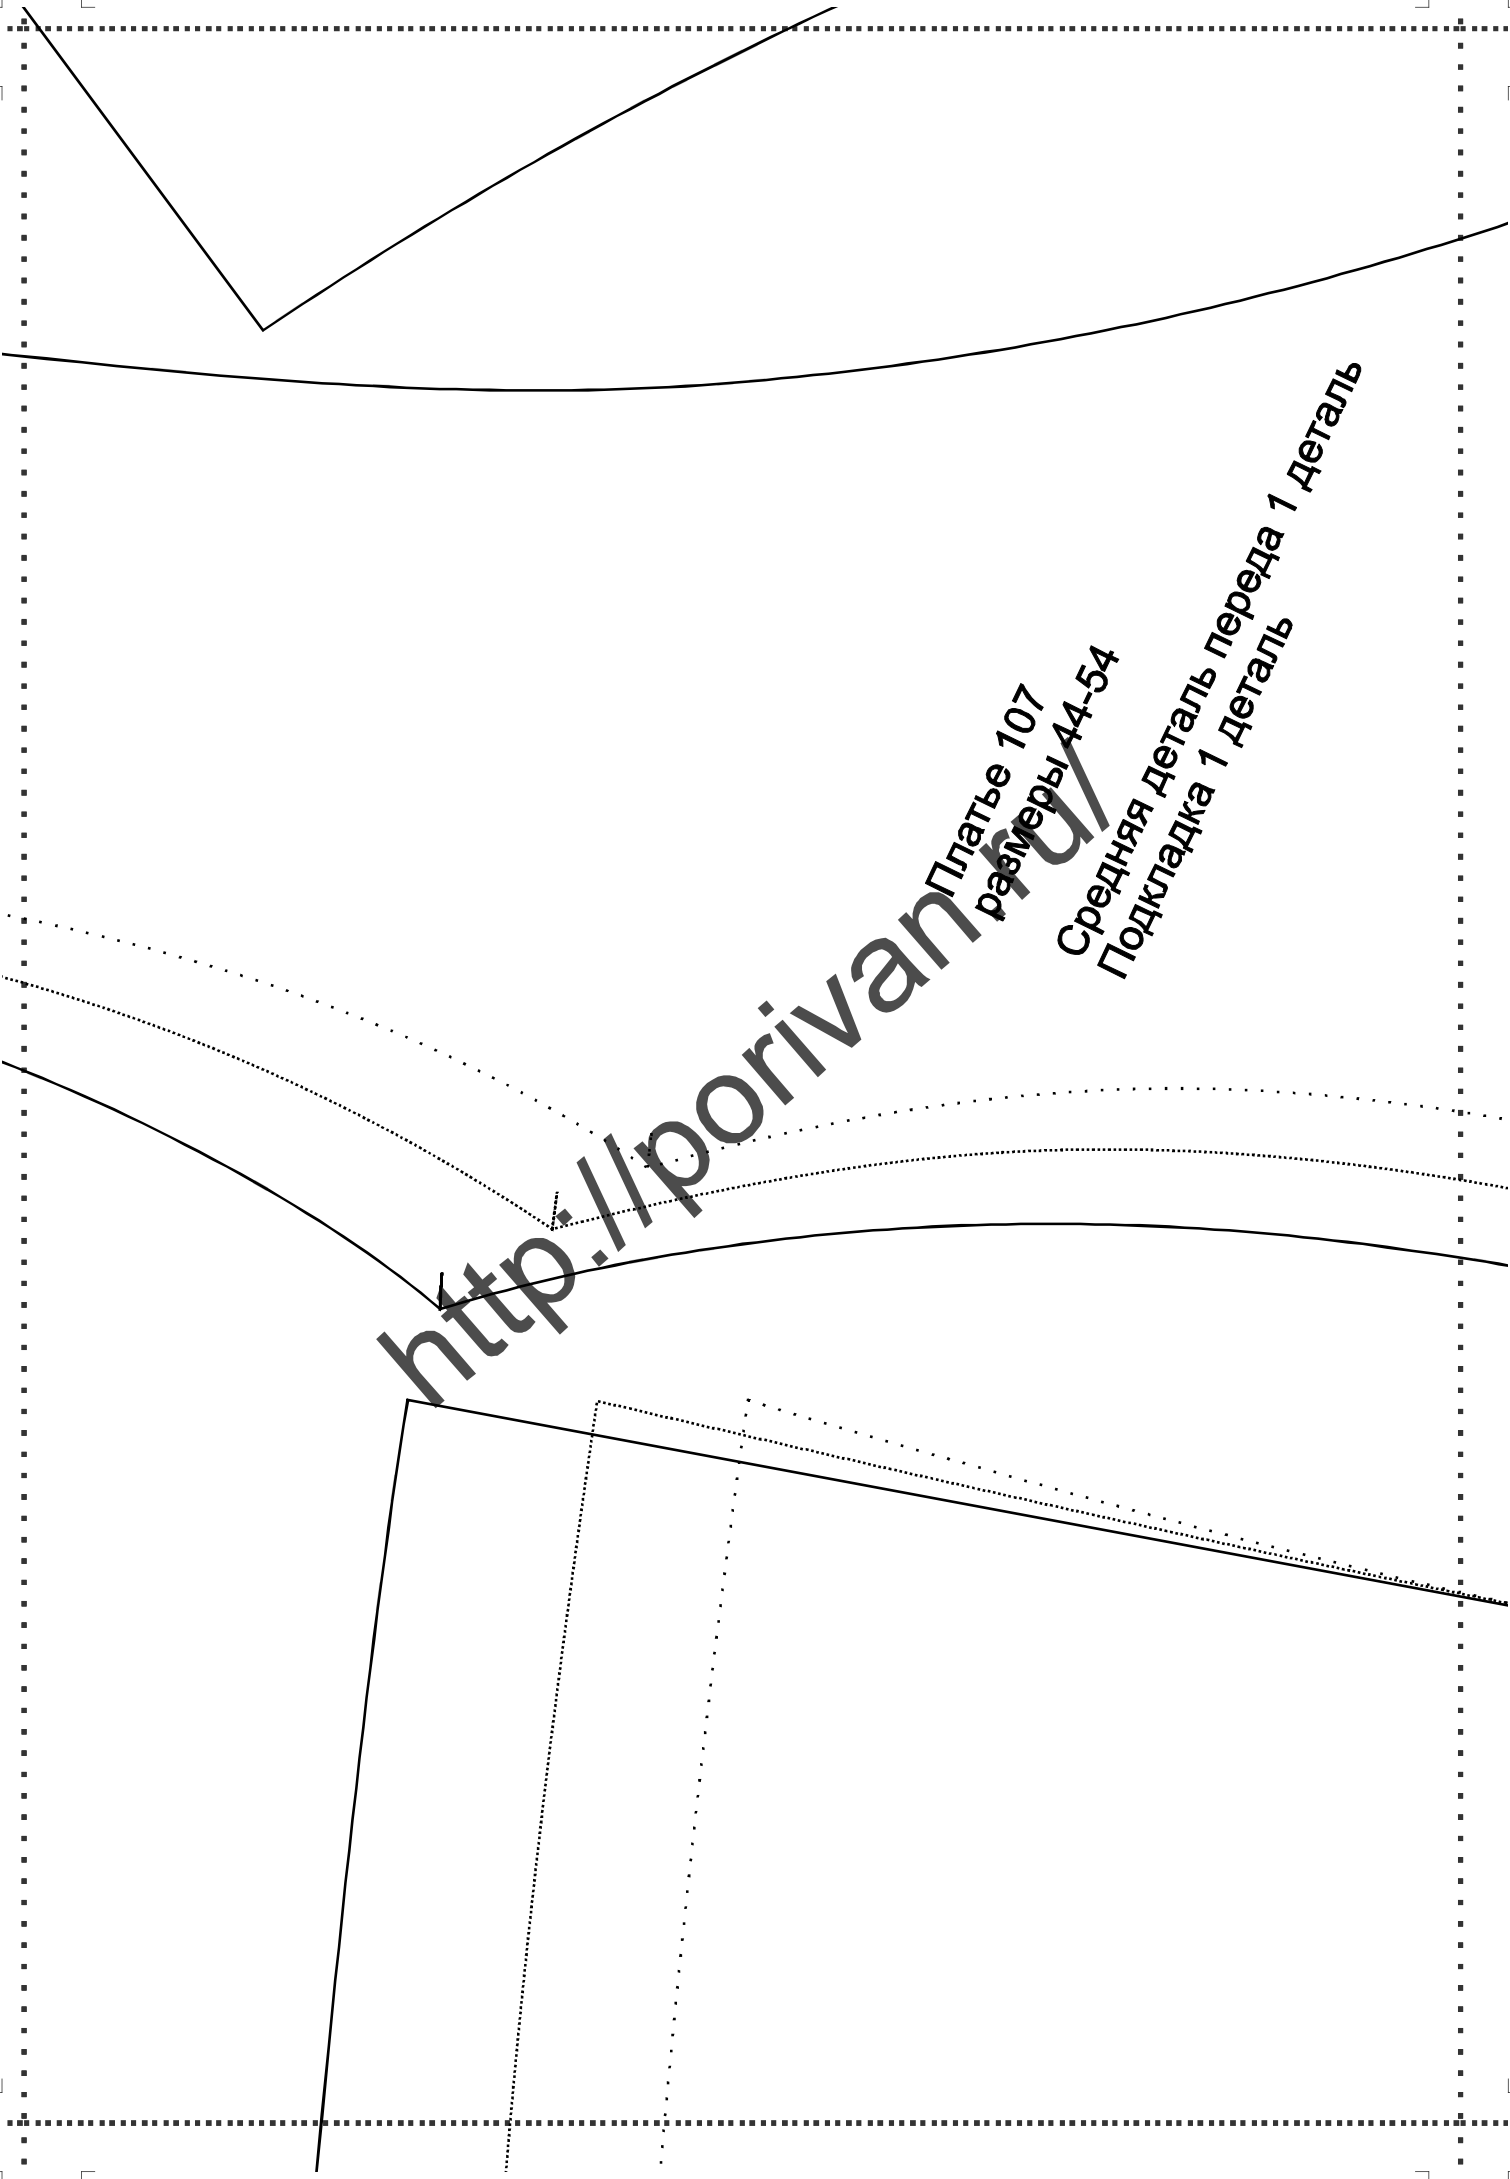 Платье 107
размеры 44-54
Средняя деталь переда 1 деталь
Подкладка 1 деталь
http://porivan.ru/